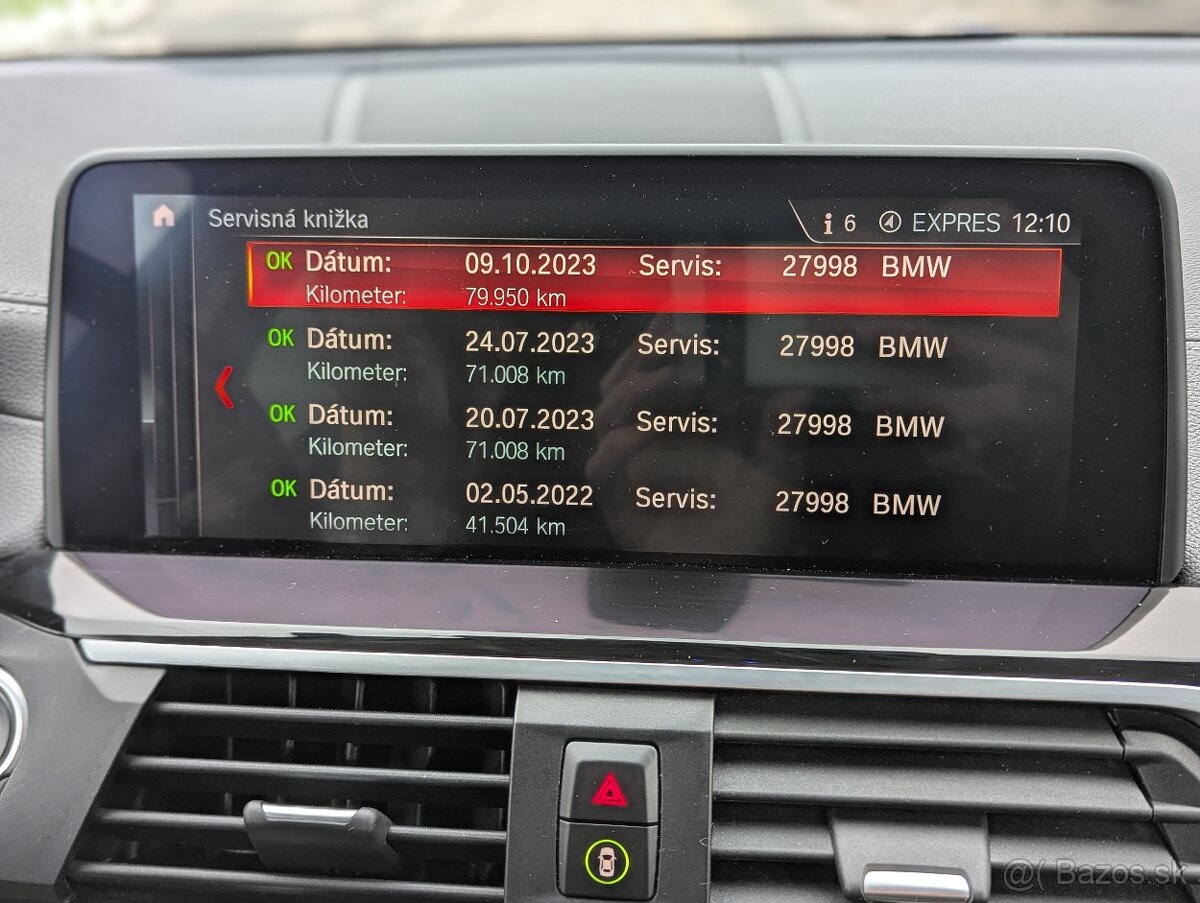 Servisná knižka
i 6 EXPRES 12:10
OK Dátum: 09.10.2023 Servis: 27998 BMW
Kilometer: 79.950 km
OK Dátum: 24.07.2023 Servis: 27998 BMW
Kilometer: 71.008 km
OK Dátum: 20.07.2023 Servis: 27998 BMW
Kilometer: 71.008 km
OK Dátum: 02.05.2022 Servis: 27998 BMW
Kilometer: 41.504 km
@( Bazos.sk